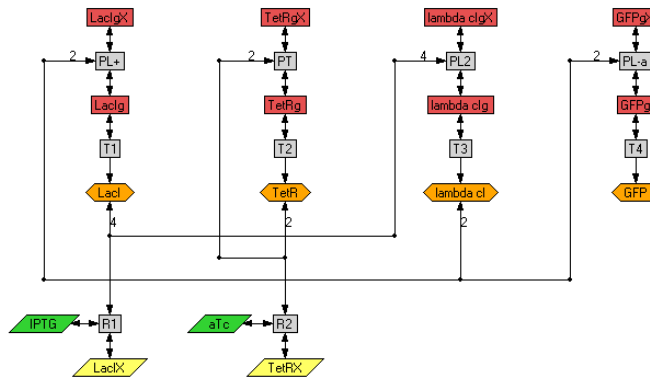 LacIgX TetRgX lambda cIgX GFPgX
2 PL+ 2 PT 4 PL2 2 PL-a
LacIg TetRg lambda cIg GFPg
T1 T2 T3 T4
LacI TetR lambda cI GFP
4 2 2
IPTG R1 aTc R2
LacIX TetRX